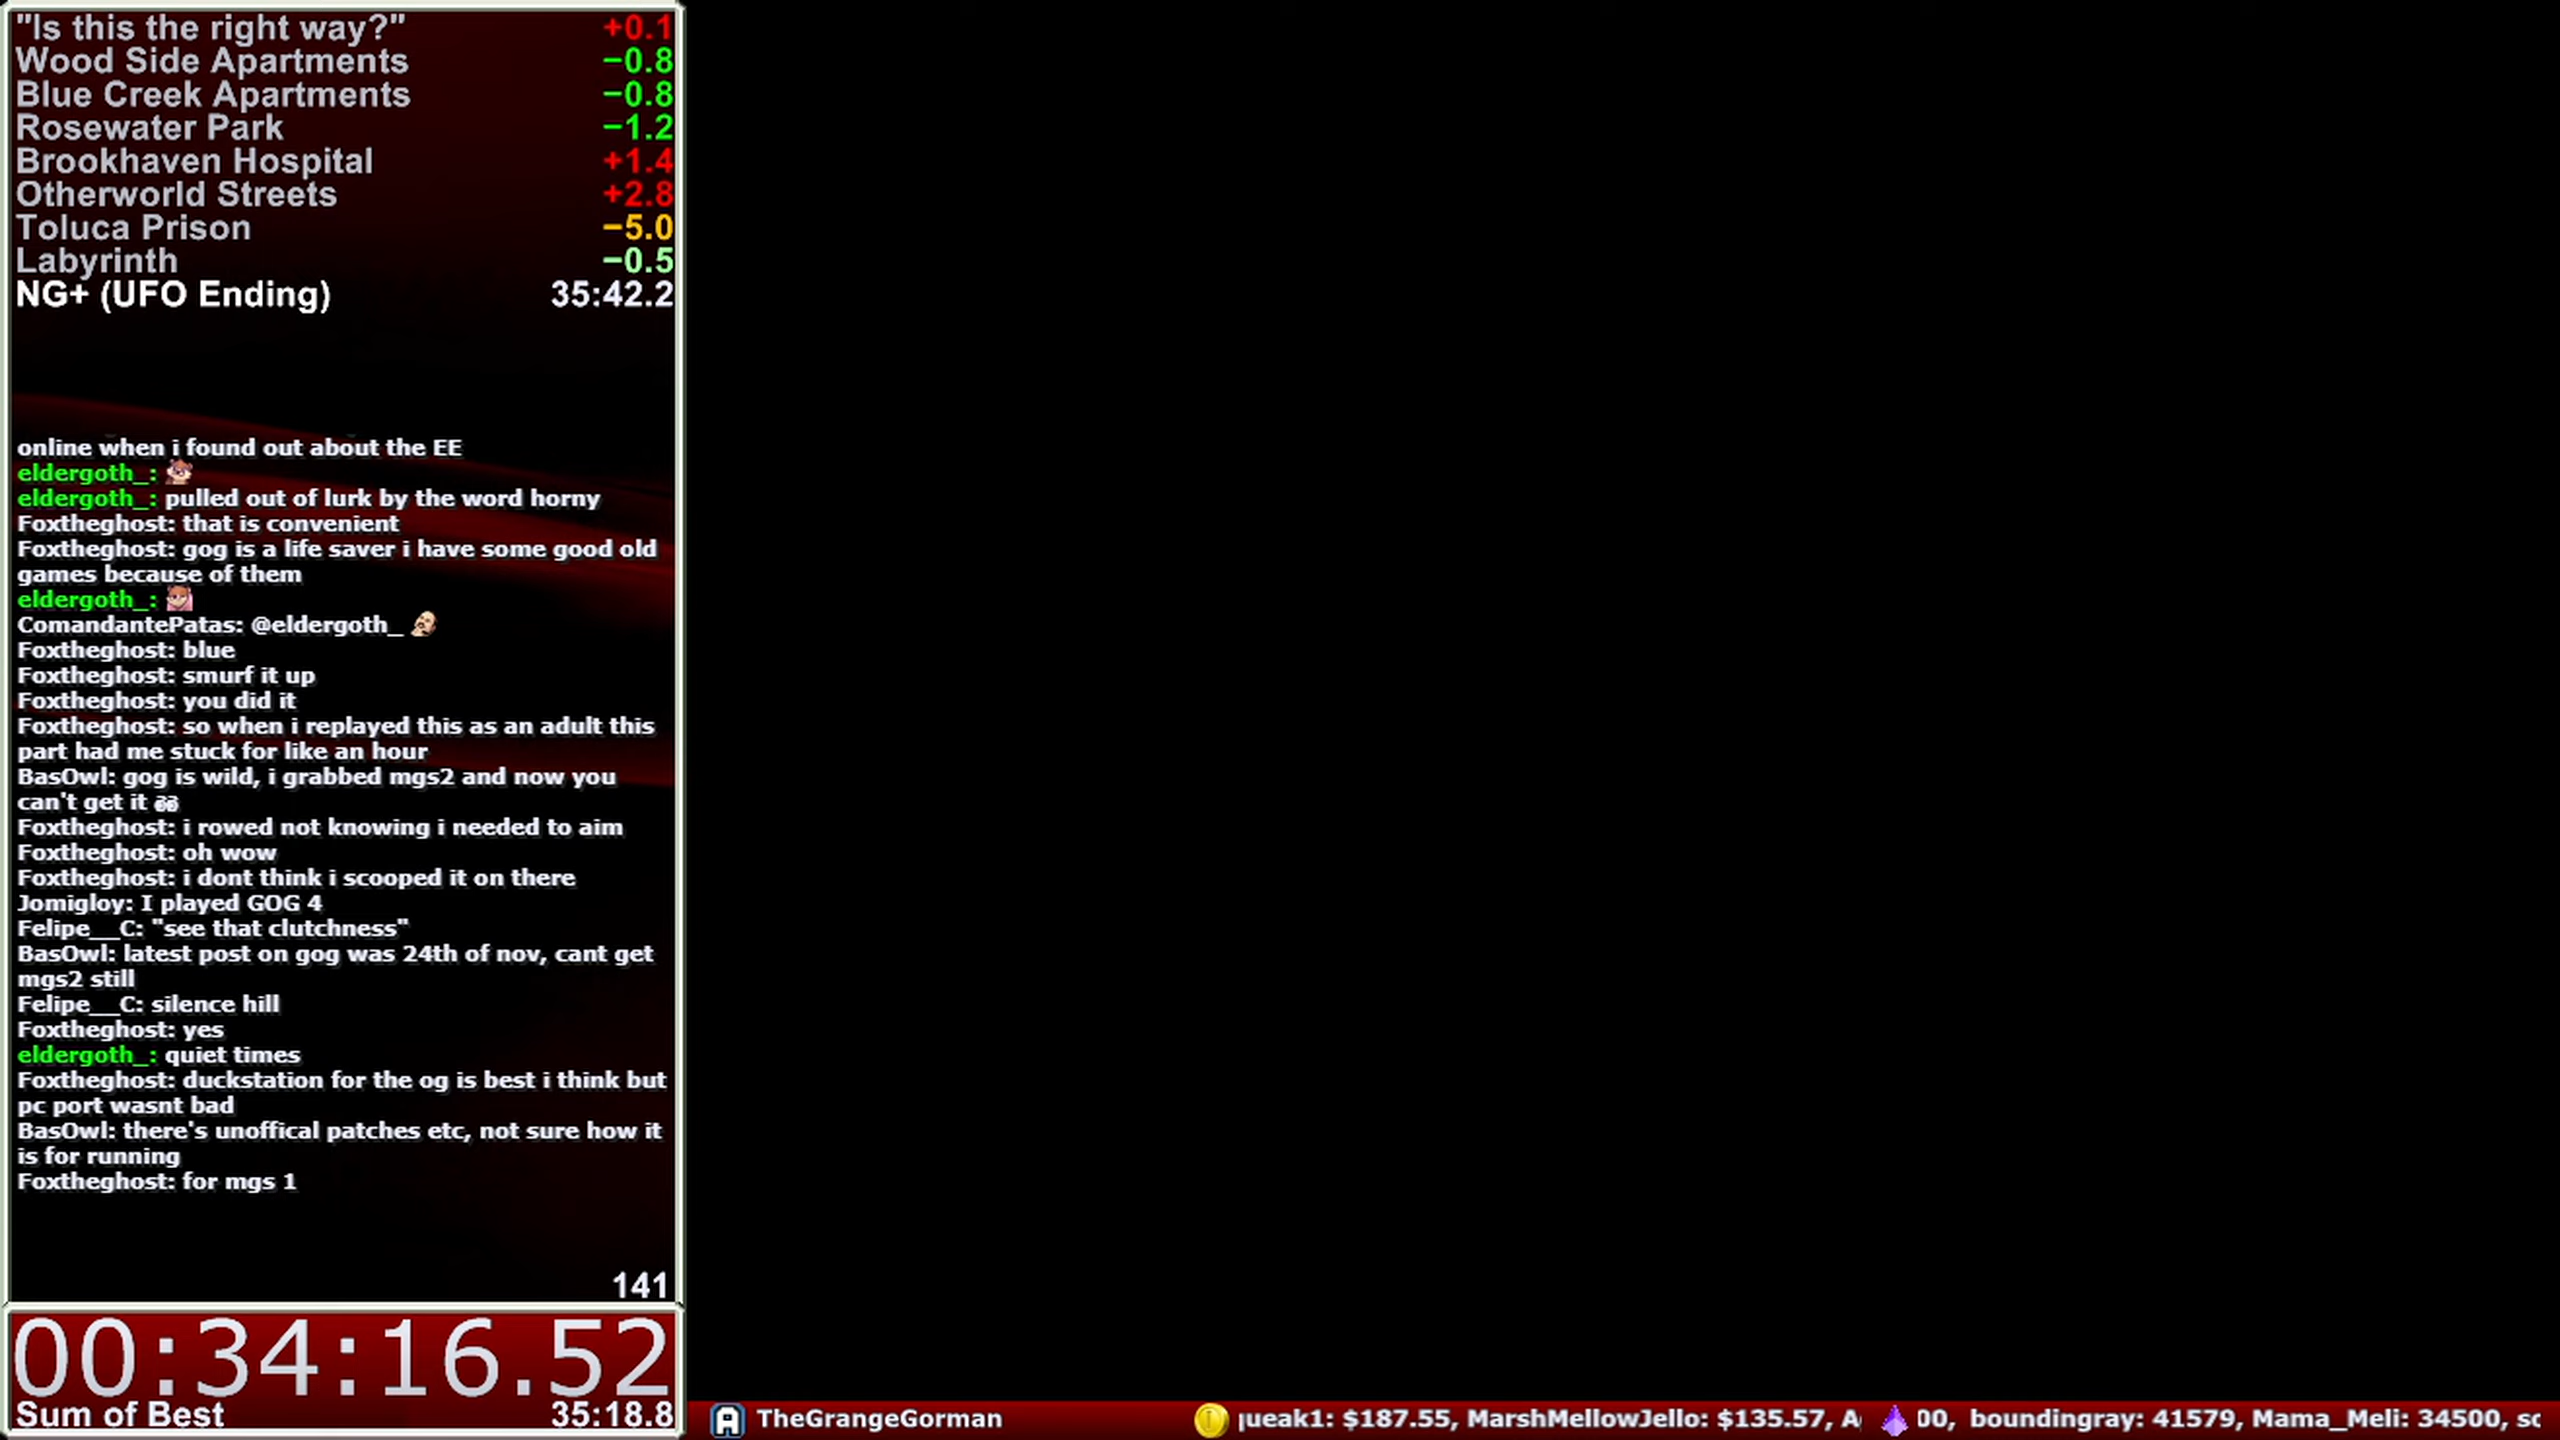 "Is this the right way?" +0.1
Wood Side Apartments −0.8
Blue Creek Apartments −0.8
Rosewater Park −1.2
Brookhaven Hospital +1.4
Otherworld Streets +2.8
Toluca Prison −5.0
Labyrinth −0.5
NG+ (UFO Ending) 35:42.2
online when i found out about the EE
eldergoth_:
eldergoth_: pulled out of lurk by the word horny
Foxtheghost: that is convenient
Foxtheghost: gog is a life saver i have some good old
games because of them
eldergoth_:
ComandantePatas: @eldergoth_
Foxtheghost: blue
Foxtheghost: smurf it up
Foxtheghost: you did it
Foxtheghost: so when i replayed this as an adult this
part had me stuck for like an hour
BasOwl: gog is wild, i grabbed mgs2 and now you
can't get it
Foxtheghost: i rowed not knowing i needed to aim
Foxtheghost: oh wow
Foxtheghost: i dont think i scooped it on there
Jomigloy: I played GOG 4
Felipe__C: "see that clutchness"
BasOwl: latest post on gog was 24th of nov, cant get
mgs2 still
Felipe__C: silence hill
Foxtheghost: yes
eldergoth_: quiet times
Foxtheghost: duckstation for the og is best i think but
pc port wasnt bad
BasOwl: there's unoffical patches etc, not sure how it
is for running
Foxtheghost: for mgs 1
141
00:34:16.52
Sum of Best 35:18.8
TheGrangeGorman ueak1: $187.55, MarshMellowJello: $135.57, A 00, boundingray: 41579, Mama_Meli: 34500, sc